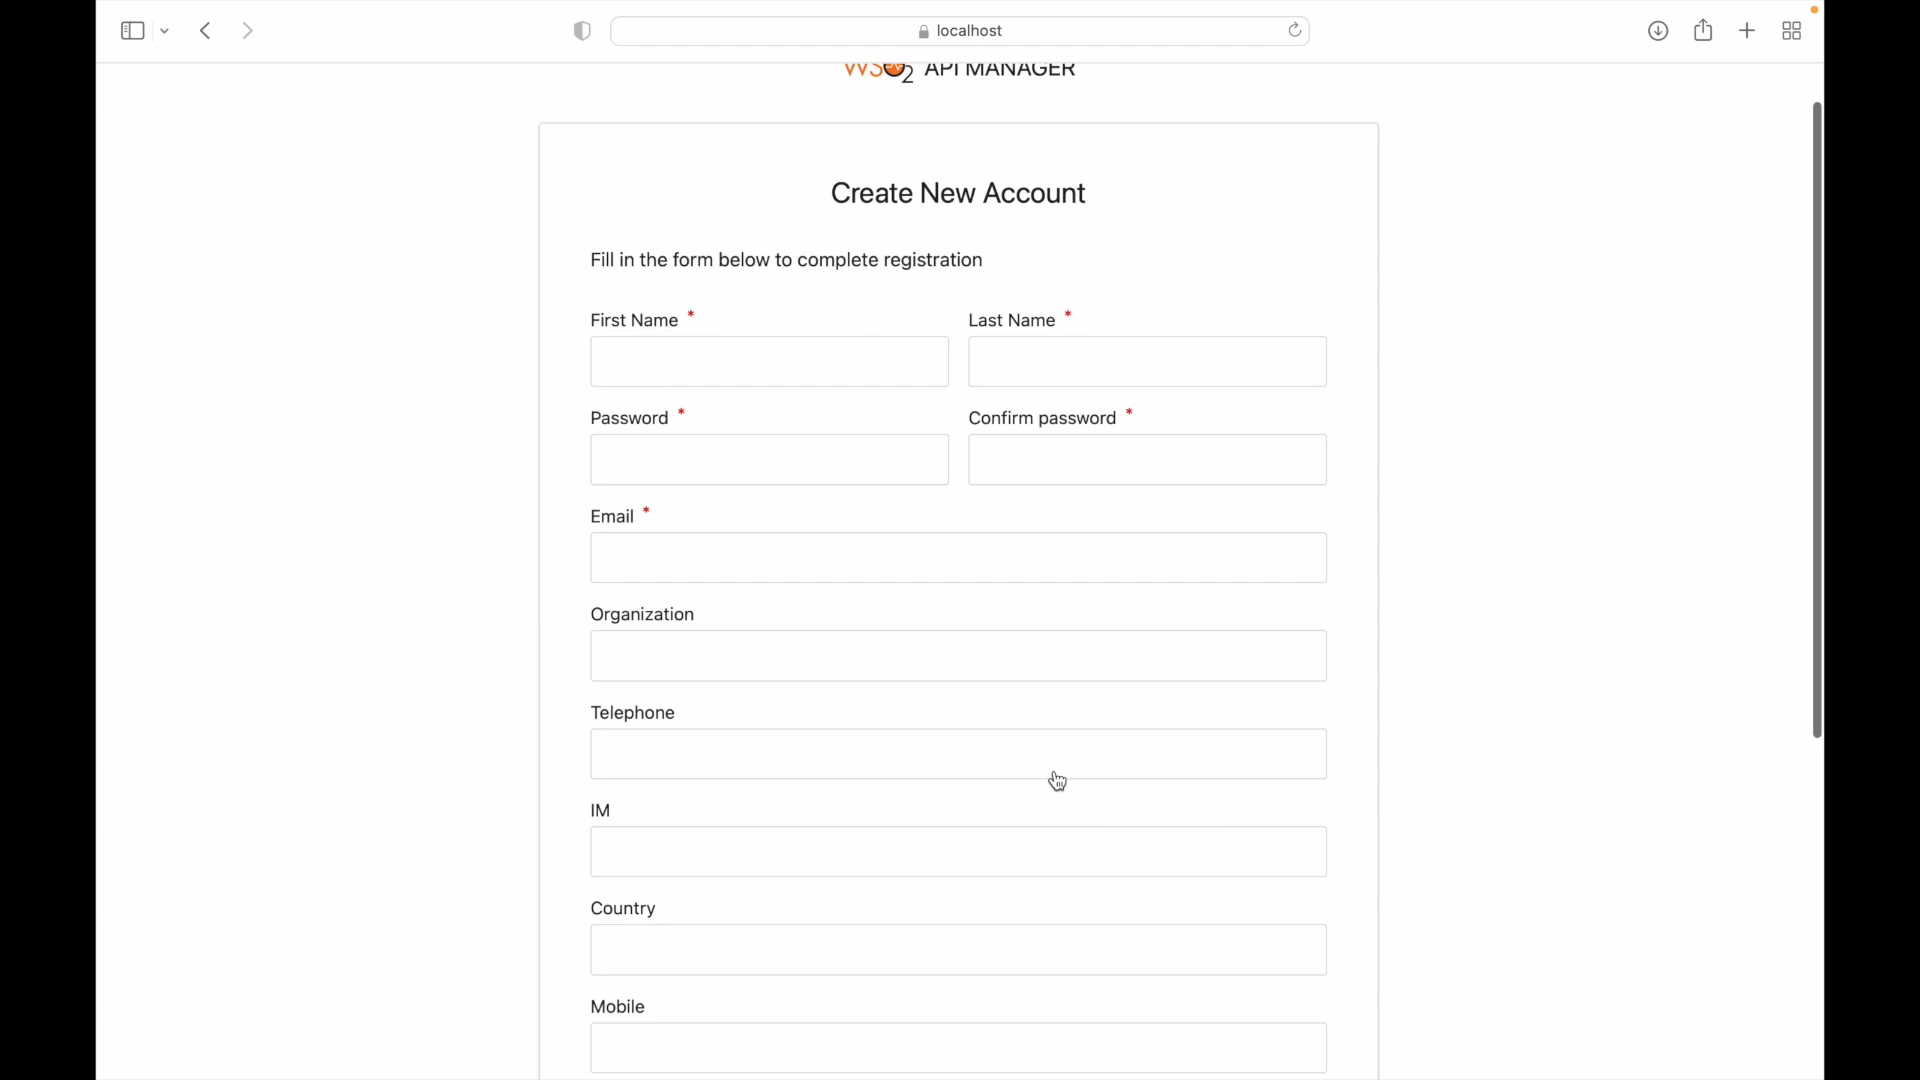 localhost
WSO2 API MANAGER
Create New Account
Fill in the form below to complete registration
First Name * Last Name *
Password * Confirm password *
Email *
Organization
Telephone
IM
Country
Mobile